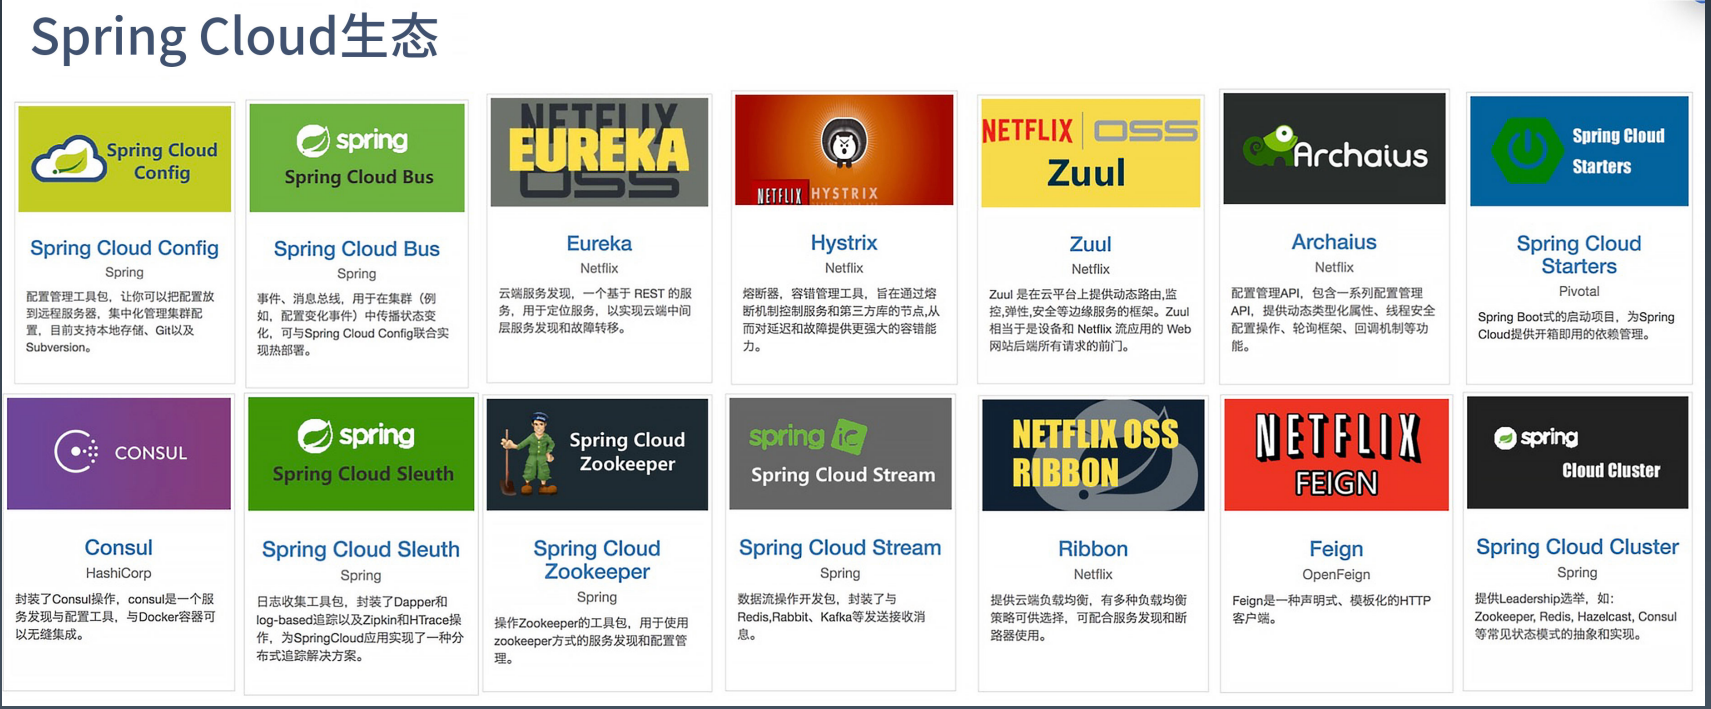 Spring Cloud生态
Spring Cloud
Config
Spring Cloud Config
Spring
配置管理工具包，让你可以把配置放
到远程服务器，集中化管理集群配
置，目前支持本地存储、Git以及
Subversion。
spring
Spring Cloud Bus
Spring Cloud Bus
Spring
事件、消息总线，用于在集群（例
如，配置变化事件）中传播状态变
化，可与Spring Cloud Config联合实
现热部署。
NETFLIX
EUREKA
OSS
Eureka
Netflix
云端服务发现，一个基于 REST 的服
务，用于定位服务，以实现云端中间
层服务发现和故障转移。
NETFLIX HYSTRIX
Hystrix
Netflix
熔断器，容错管理工具，旨在通过熔
断机制控制服务和第三方库的节点,从
而对延迟和故障提供更强大的容错能
力。
NETFLIX OSS
Zuul
Zuul
Netflix
Zuul 是在云平台上提供动态路由,监
控,弹性,安全等边缘服务的框架。Zuul
相当于是设备和 Netflix 流应用的 Web
网站后端所有请求的前门。
Archaius
Archaius
Netflix
配置管理API，包含一系列配置管理
API，提供动态类型化属性、线程安全
配置操作、轮询框架、回调机制等功
能。
Spring Cloud
Starters
Spring Cloud
Starters
Pivotal
Spring Boot式的启动项目，为Spring
Cloud提供开箱即用的依赖管理。
CONSUL
Consul
HashiCorp
封装了Consul操作，consul是一个服
务发现与配置工具，与Docker容器可
以无缝集成。
spring
Spring Cloud Sleuth
Spring Cloud Sleuth
Spring
日志收集工具包，封装了Dapper和
log-based追踪以及Zipkin和HTrace操
作，为SpringCloud应用实现了一种分
布式追踪解决方案。
Spring Cloud
Zookeeper
Spring Cloud
Zookeeper
Spring
操作Zookeeper的工具包，用于使用
zookeeper方式的服务发现和配置管
理。
spring
Spring Cloud Stream
Spring Cloud Stream
Spring
数据流操作开发包，封装了与
Redis,Rabbit、Kafka等发送接收消
息。
NETFLIX OSS
RIBBON
Ribbon
Netflix
提供云端负载均衡，有多种负载均衡
策略可供选择，可配合服务发现和断
路器使用。
NETFLIX
FEIGN
Feign
OpenFeign
Feign是一种声明式、模板化的HTTP
客户端。
spring
Cloud Cluster
Spring Cloud Cluster
Spring
提供Leadership选举，如：
Zookeeper, Redis, Hazelcast, Consul
等常见状态模式的抽象和实现。